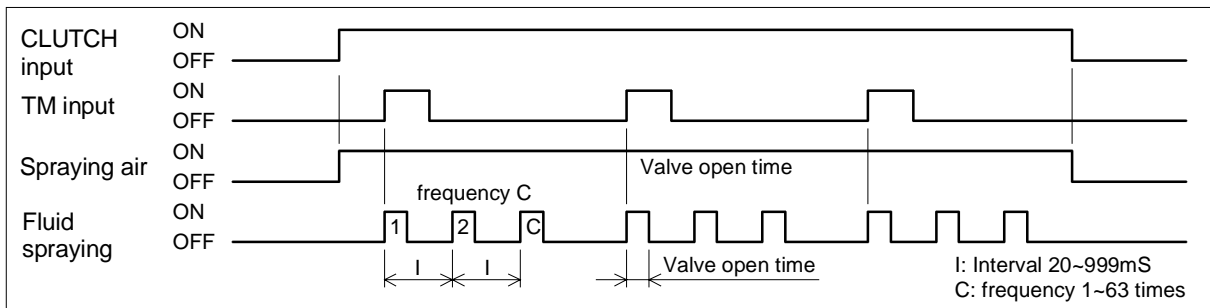 CLUTCH
input
ON
OFF
TM input
ON
OFF
Spraying air
ON
OFF
Valve open time
frequency C
Fluid
spraying
ON
OFF
1
2
C
I
I
Valve open time
I: Interval 20~999mS
C: frequency 1~63 times